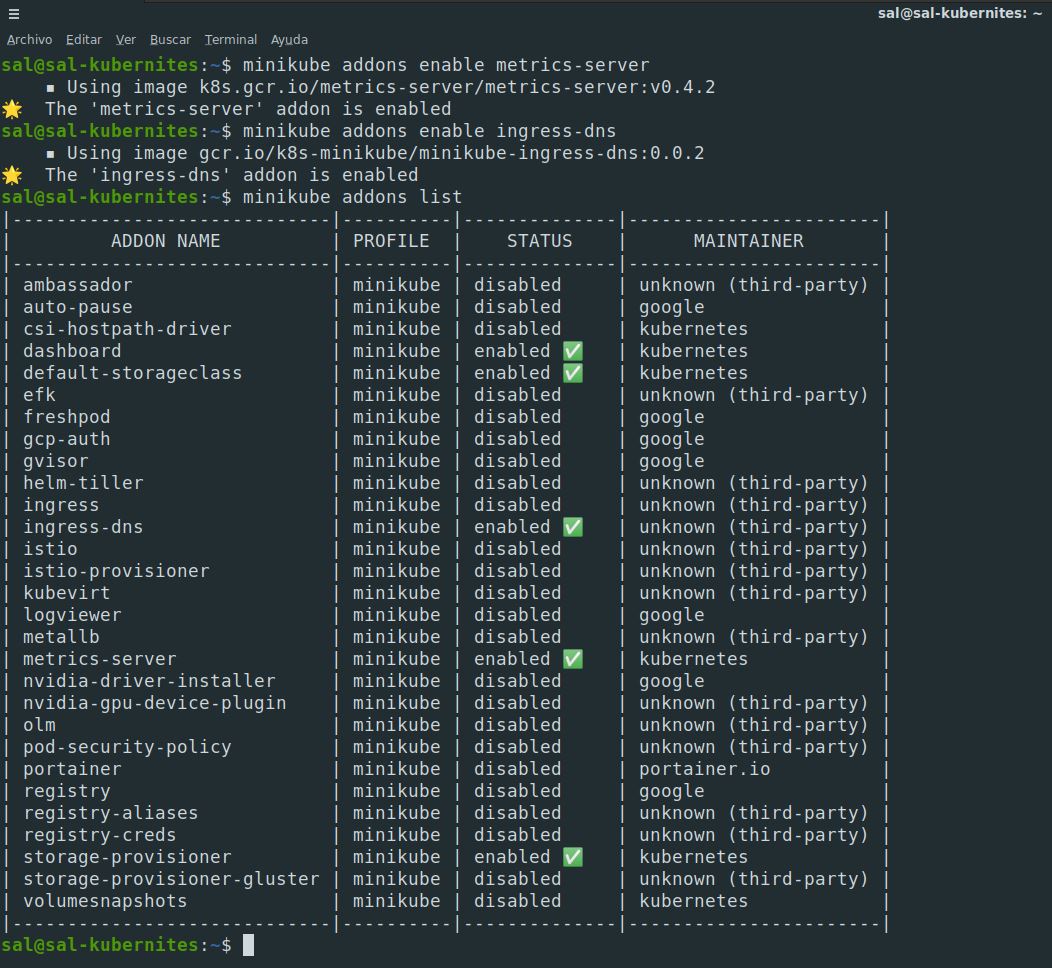 ☰ sal@sal-kubernites: ~
Archivo Editar Ver Buscar Terminal Ayuda
sal@sal-kubernites:~$ minikube addons enable metrics-server
    ▪ Using image k8s.gcr.io/metrics-server/metrics-server:v0.4.2
🌟  The 'metrics-server' addon is enabled
sal@sal-kubernites:~$ minikube addons enable ingress-dns
    ▪ Using image gcr.io/k8s-minikube/minikube-ingress-dns:0.0.2
🌟  The 'ingress-dns' addon is enabled
sal@sal-kubernites:~$ minikube addons list
|-----------------------------|----------|--------------|-----------------------|
|         ADDON NAME          | PROFILE  |    STATUS    |      MAINTAINER       |
|-----------------------------|----------|--------------|-----------------------|
| ambassador                  | minikube | disabled     | unknown (third-party) |
| auto-pause                  | minikube | disabled     | google                |
| csi-hostpath-driver         | minikube | disabled     | kubernetes            |
| dashboard                   | minikube | enabled ✅   | kubernetes            |
| default-storageclass        | minikube | enabled ✅   | kubernetes            |
| efk                         | minikube | disabled     | unknown (third-party) |
| freshpod                    | minikube | disabled     | google                |
| gcp-auth                    | minikube | disabled     | google                |
| gvisor                      | minikube | disabled     | google                |
| helm-tiller                 | minikube | disabled     | unknown (third-party) |
| ingress                     | minikube | disabled     | unknown (third-party) |
| ingress-dns                 | minikube | enabled ✅   | unknown (third-party) |
| istio                       | minikube | disabled     | unknown (third-party) |
| istio-provisioner           | minikube | disabled     | unknown (third-party) |
| kubevirt                    | minikube | disabled     | unknown (third-party) |
| logviewer                   | minikube | disabled     | google                |
| metallb                     | minikube | disabled     | unknown (third-party) |
| metrics-server              | minikube | enabled ✅   | kubernetes            |
| nvidia-driver-installer     | minikube | disabled     | google                |
| nvidia-gpu-device-plugin    | minikube | disabled     | unknown (third-party) |
| olm                         | minikube | disabled     | unknown (third-party) |
| pod-security-policy         | minikube | disabled     | unknown (third-party) |
| portainer                   | minikube | disabled     | portainer.io          |
| registry                    | minikube | disabled     | google                |
| registry-aliases            | minikube | disabled     | unknown (third-party) |
| registry-creds              | minikube | disabled     | unknown (third-party) |
| storage-provisioner         | minikube | enabled ✅   | kubernetes            |
| storage-provisioner-gluster | minikube | disabled     | unknown (third-party) |
| volumesnapshots             | minikube | disabled     | kubernetes            |
|-----------------------------|----------|--------------|-----------------------|
sal@sal-kubernites:~$